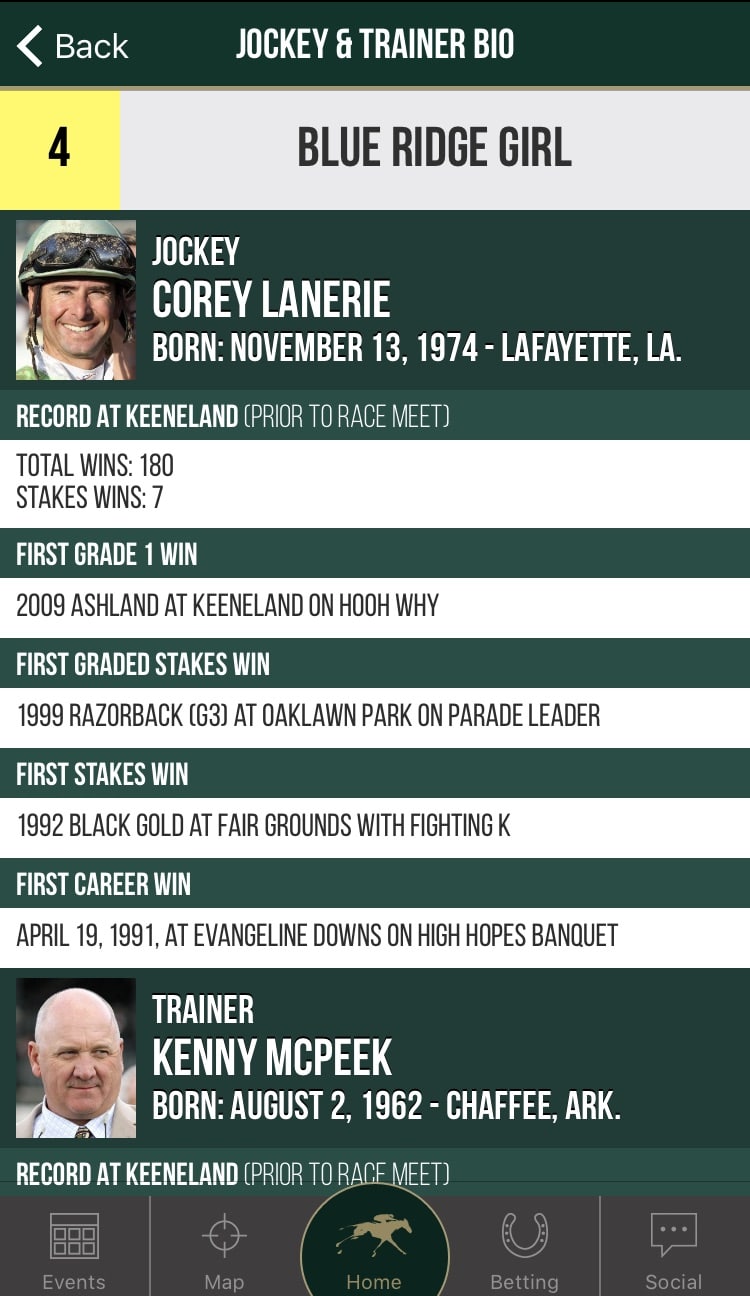 Back
JOCKEY & TRAINER BIO
4
BLUE RIDGE GIRL
JOCKEY
COREY LANERIE
BORN: NOVEMBER 13, 1974 - LAFAYETTE, LA.
RECORD AT KEENELAND (PRIOR TO RACE MEET)
TOTAL WINS: 180
STAKES WINS: 7
FIRST GRADE 1 WIN
2009 ASHLAND AT KEENELAND ON HOOH WHY
FIRST GRADED STAKES WIN
1999 RAZORBACK (G3) AT OAKLAWN PARK ON PARADE LEADER
FIRST STAKES WIN
1992 BLACK GOLD AT FAIR GROUNDS WITH FIGHTING K
FIRST CAREER WIN
APRIL 19, 1991, AT EVANGELINE DOWNS ON HIGH HOPES BANQUET
TRAINER
KENNY MCPEEK
BORN: AUGUST 2, 1962 - CHAFFEE, ARK.
RECORD AT KEENELAND (PRIOR TO RACE MEET)
Events
Map
Home
Betting
Social